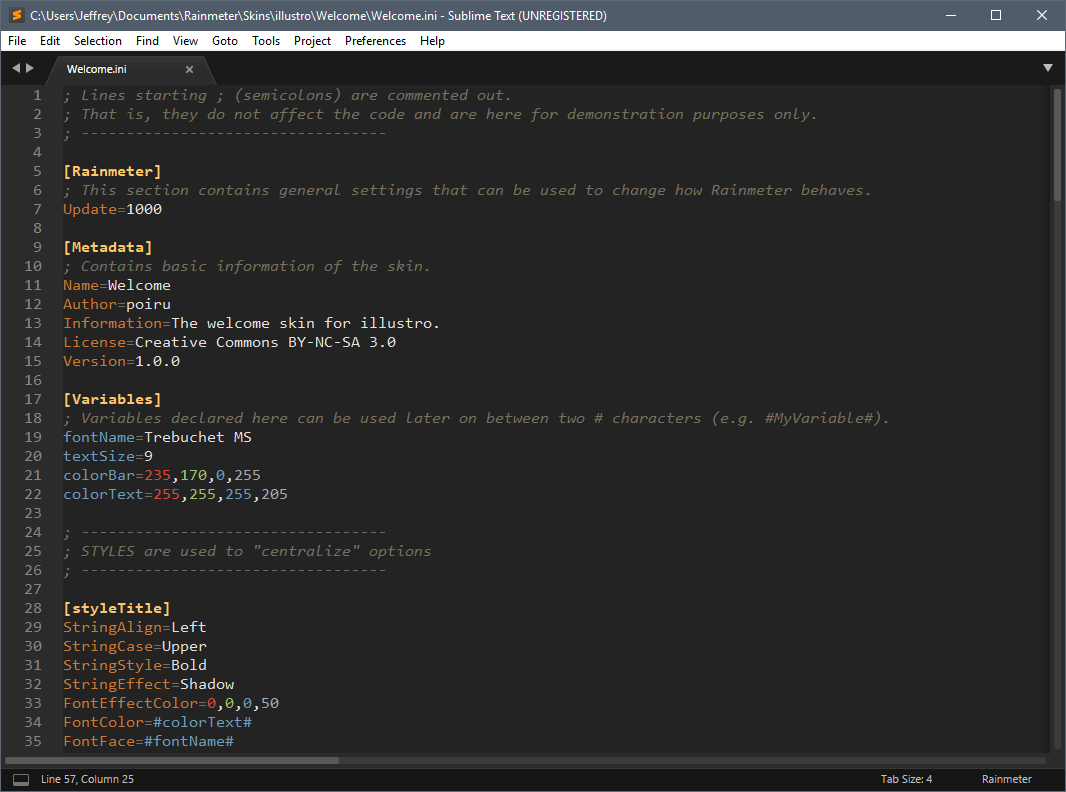 C:\Users\Jeffrey\Documents\Rainmeter\Skins\illustro\Welcome\Welcome.ini - Sublime Text (UNREGISTERED)
File Edit Selection Find View Goto Tools Project Preferences Help
Welcome.ini
1 ; Lines starting ; (semicolons) are commented out.
2 ; That is, they do not affect the code and are here for demonstration purposes only.
3 ; ----------------------------------
4
5 [Rainmeter]
6 ; This section contains general settings that can be used to change how Rainmeter behaves.
7 Update=1000
8
9 [Metadata]
10 ; Contains basic information of the skin.
11 Name=Welcome
12 Author=poiru
13 Information=The welcome skin for illustro.
14 License=Creative Commons BY-NC-SA 3.0
15 Version=1.0.0
16
17 [Variables]
18 ; Variables declared here can be used later on between two # characters (e.g. #MyVariable#).
19 fontName=Trebuchet MS
20 textSize=9
21 colorBar=235,170,0,255
22 colorText=255,255,255,205
23
24 ; ----------------------------------
25 ; STYLES are used to "centralize" options
26 ; ----------------------------------
27
28 [styleTitle]
29 StringAlign=Left
30 StringCase=Upper
31 StringStyle=Bold
32 StringEffect=Shadow
33 FontEffectColor=0,0,0,50
34 FontColor=#colorText#
35 FontFace=#fontName#
Line 57, Column 25 Tab Size: 4 Rainmeter